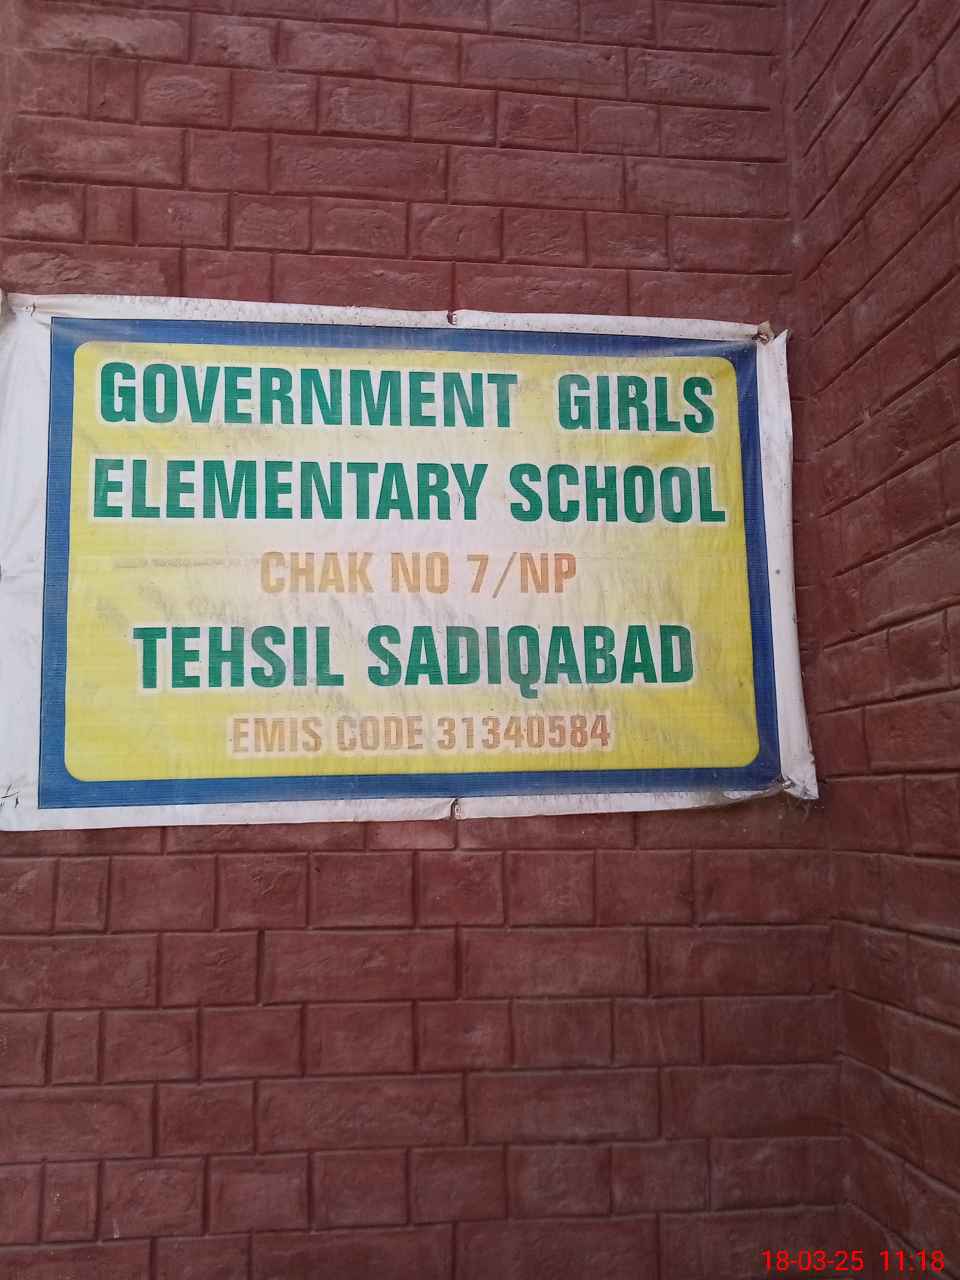 GOVERNMENT GIRLS
ELEMENTARY SCHOOL
CHAK NO 7/NP
TEHSIL SADIQABAD
EMIS CODE 31340584
18-03-25 11:18